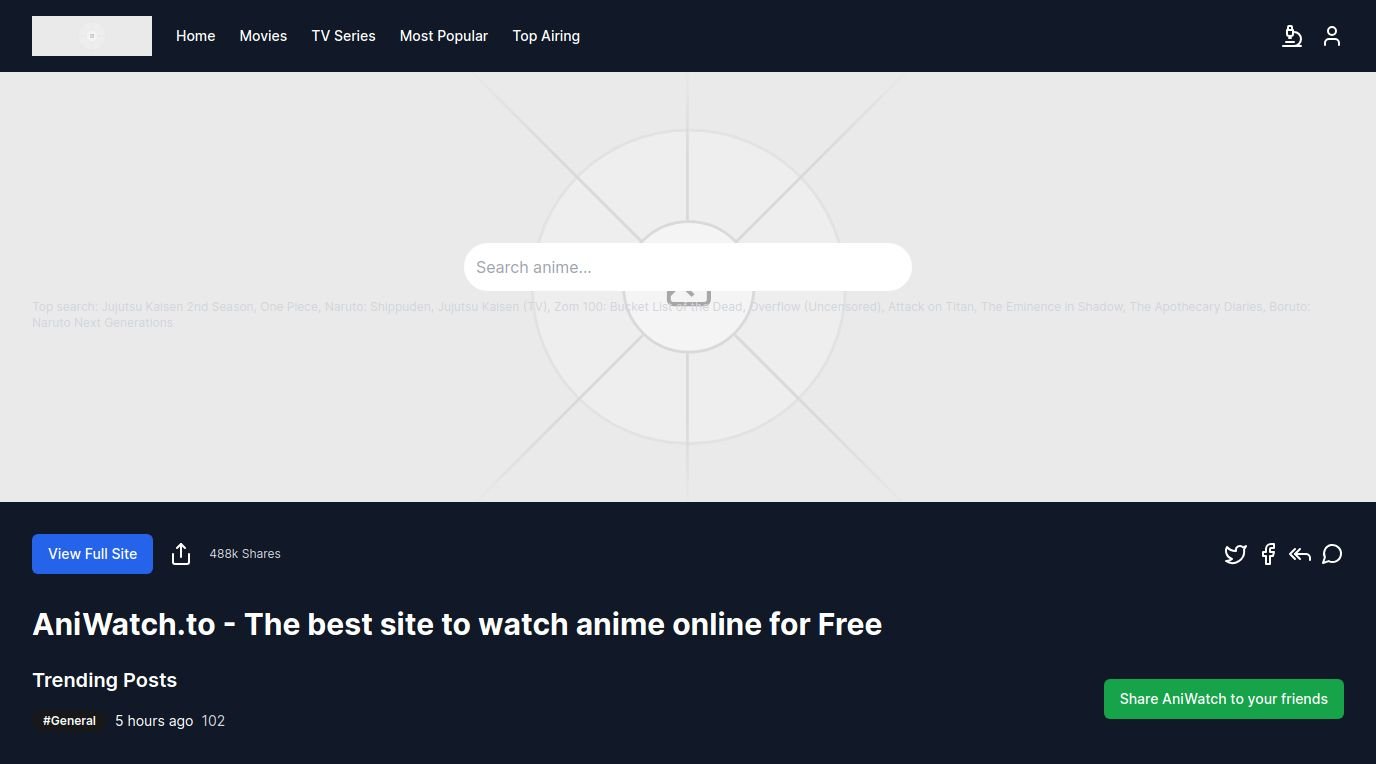 Home Movies TV Series Most Popular Top Airing
Search anime...
Top search: Jujutsu Kaisen 2nd Season, One Piece, Naruto: Shippuden, Jujutsu Kaisen (TV), Zom 100: Bucket List of the Dead, Overflow (Uncensored), Attack on Titan, The Eminence in Shadow, The Apothecary Diaries, Boruto:
Naruto Next Generations
View Full Site 488k Shares
AniWatch.to - The best site to watch anime online for Free
Trending Posts
Share AniWatch to your friends
#General 5 hours ago 102